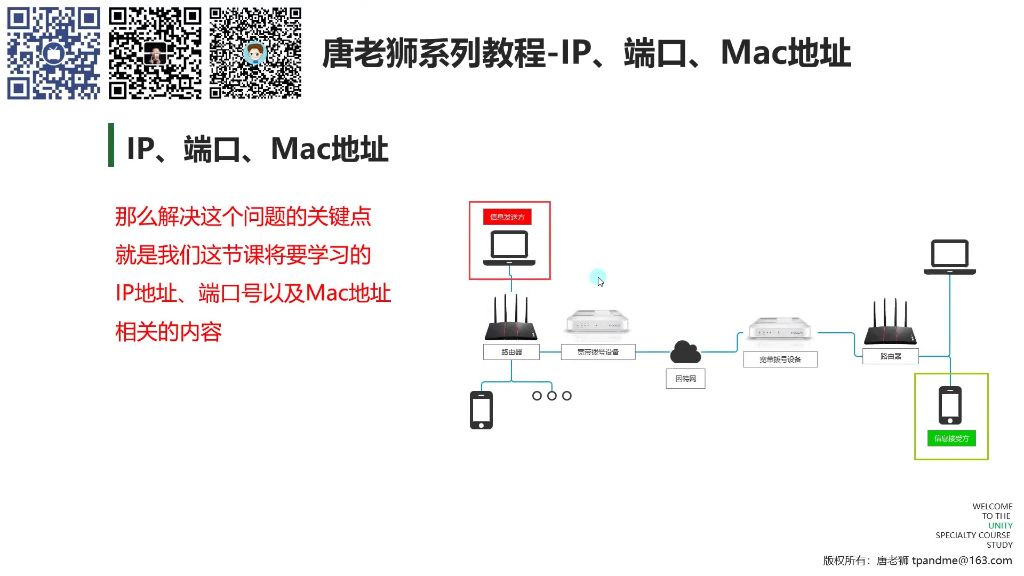 唐老狮系列教程-IP、端口、Mac地址
IP、端口、Mac地址
那么解决这个问题的关键点
就是我们这节课将要学习的
IP地址、端口号以及Mac地址
相关的内容
信息发送方
路由器
宽带拨号设备
因特网
宽带拨号设备
路由器
信息接受方
WELCOME
TO THE
UNITY
SPECIALTY COURSE
STUDY
版权所有：唐老狮 tpandme@163.com